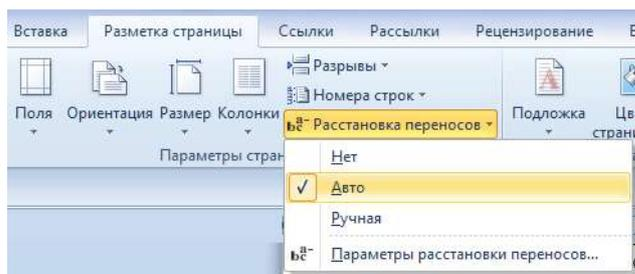 Вставка Разметка страницы Ссылки Рассылки Рецензирование
Разрывы
Номера строк
Поля Ориентация Размер Колонки Расстановка переносов Подложка
Параметры
Нет
Авто
Ручная
Параметры расстановки переносов...